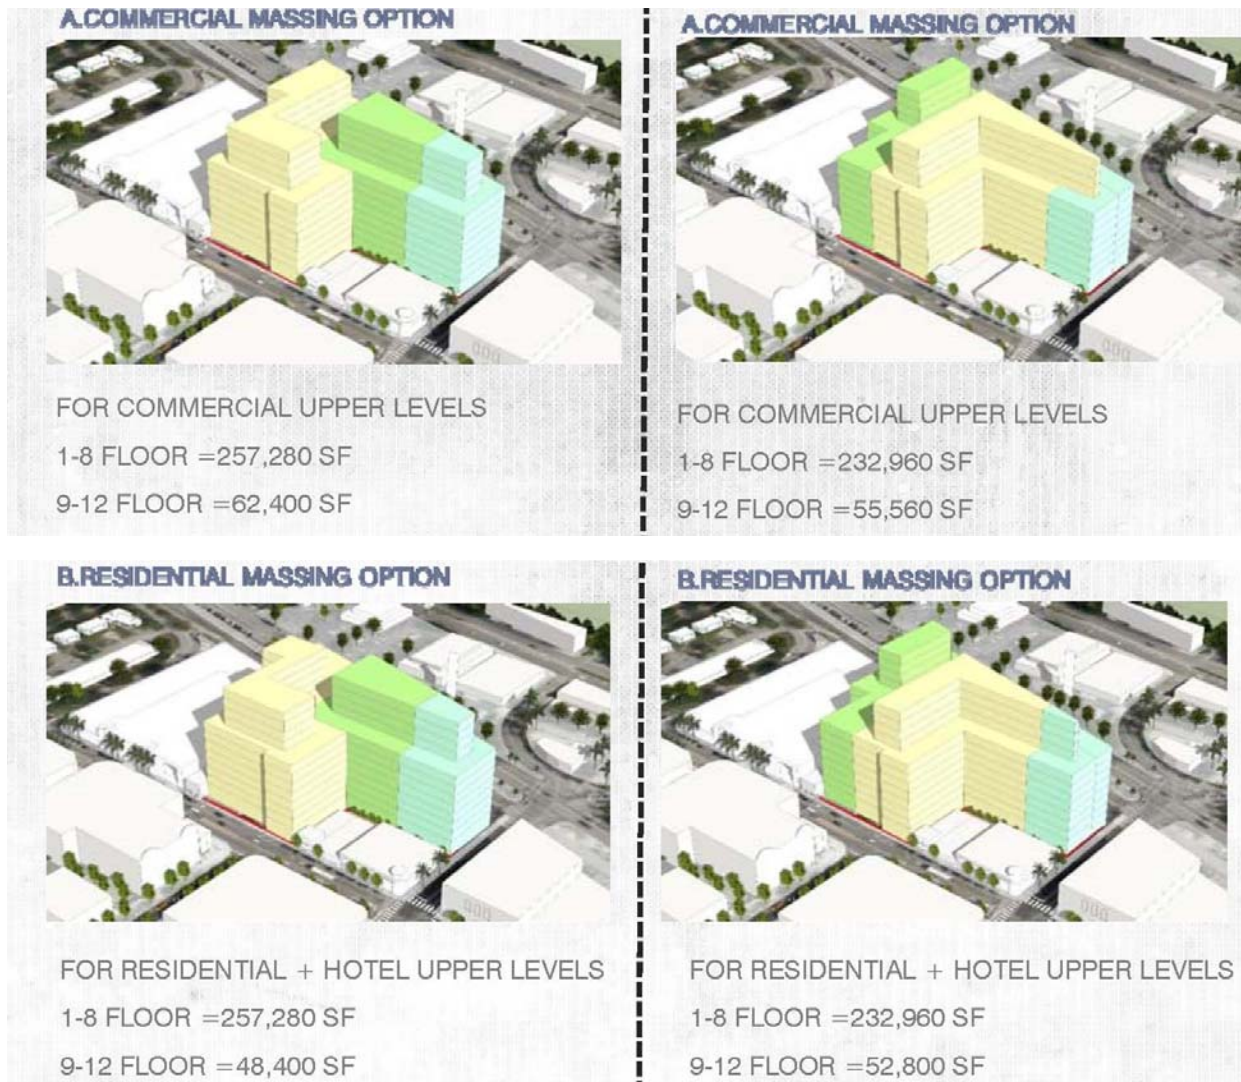 A.COMMERCIAL MASSING OPTION
FOR COMMERCIAL UPPER LEVELS
1-8 FLOOR =257,280 SF
9-12 FLOOR =62,400 SF
A.COMMERCIAL MASSING OPTION
FOR COMMERCIAL UPPER LEVELS
1-8 FLOOR =232,960 SF
9-12 FLOOR =55,560 SF
B.RESIDENTIAL MASSING OPTION
FOR RESIDENTIAL + HOTEL UPPER LEVELS
1-8 FLOOR =257,280 SF
9-12 FLOOR =48,400 SF
B.RESIDENTIAL MASSING OPTION
FOR RESIDENTIAL + HOTEL UPPER LEVELS
1-8 FLOOR =232,960 SF
9-12 FLOOR =52,800 SF